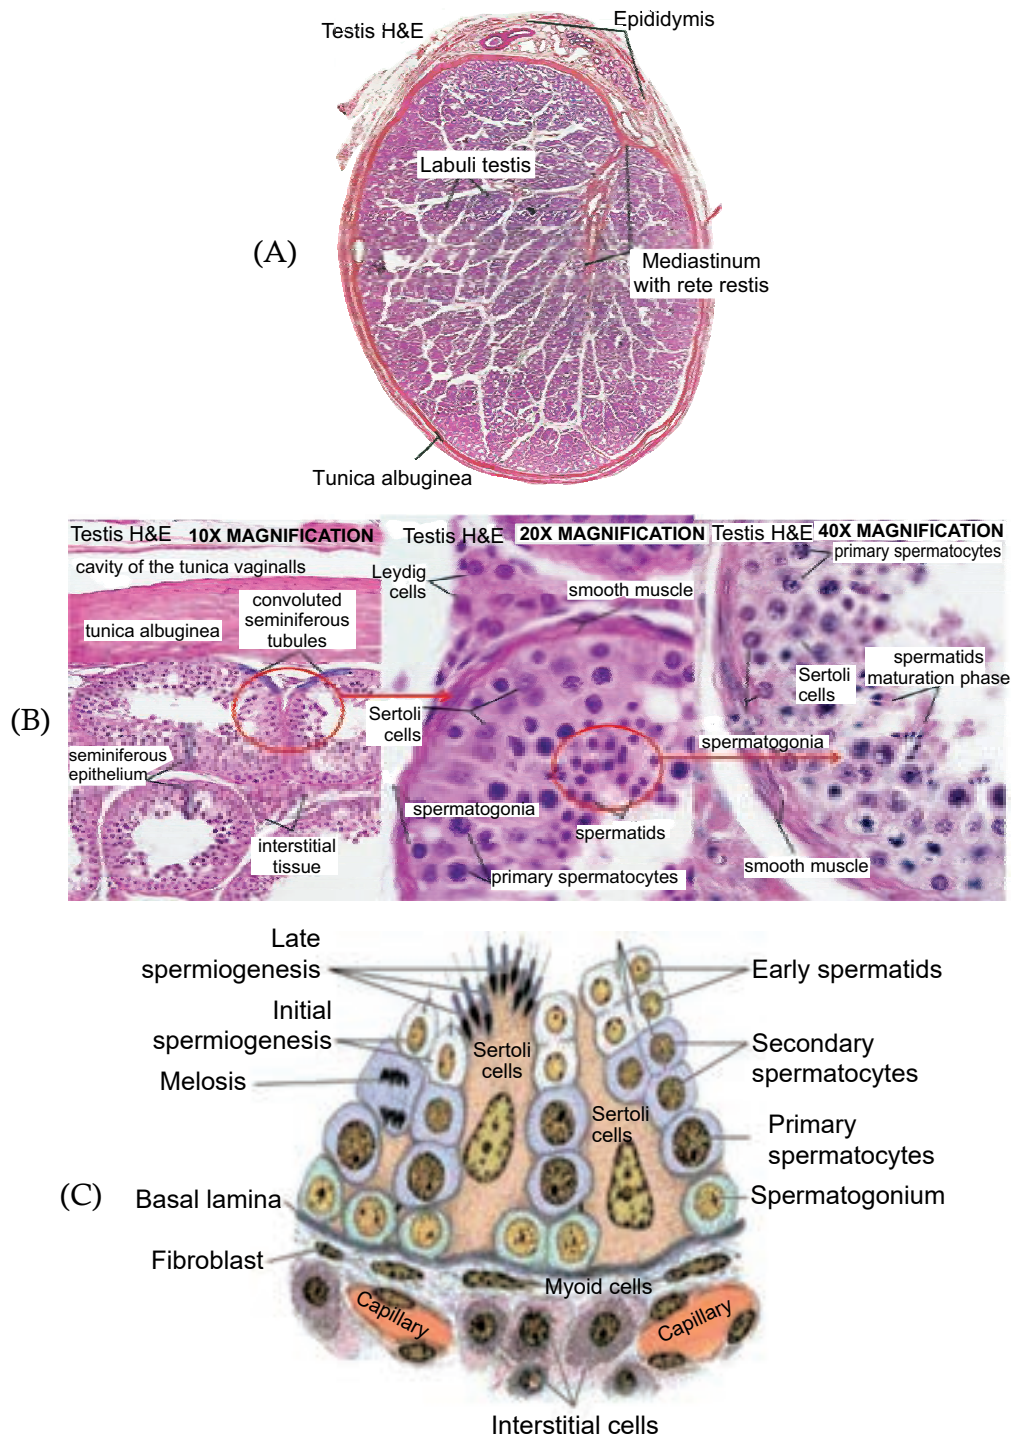 Testis H&E
Epididymis
Labuli testis
(A)
Mediastinum
with rete restis
Tunica albuginea
Testis H&E
10X MAGNIFICATION
cavity of the tunica vaginalls
tunica albuginea
convoluted
seminiferous
tubules
seminiferous
epithelium
interstitial
tissue
(B)
Testis H&E
20X MAGNIFICATION
Leydig
cells
smooth muscle
Sertoli
cells
spermatogonia
spermatids
primary spermatocytes
Testis H&E
40X MAGNIFICATION
primary spermatocytes
Sertoli
cells
spermatids
maturation phase
spermatogonia
smooth muscle
Late
spermiogenesis
Initial
spermiogenesis
Melosis
(C)
Basal lamina
Fibroblast
Sertoli
cells
Sertoli
cells
Early spermatids
Secondary
spermatocytes
Primary
spermatocytes
Spermatogonium
Myoid cells
Capillary
Capillary
Interstitial cells